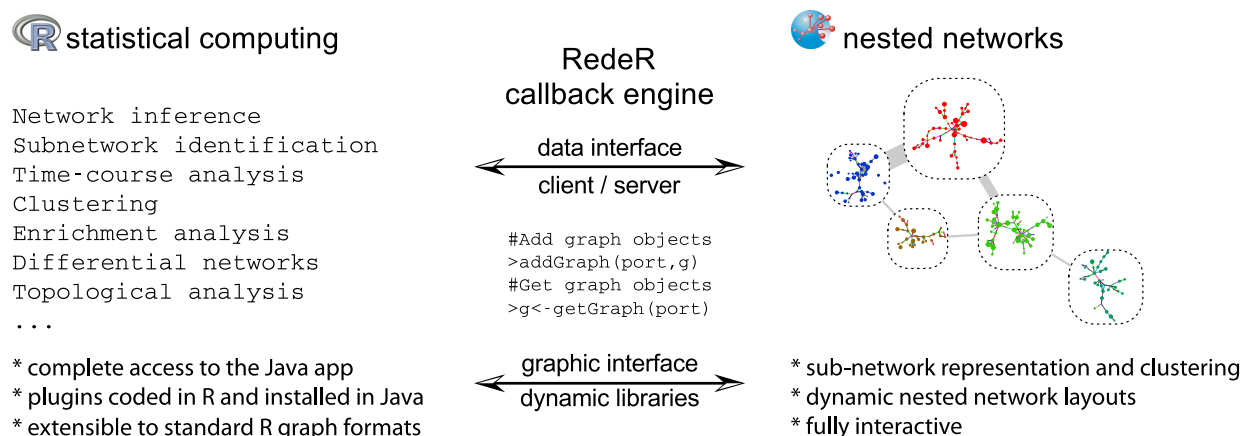 R statistical computing
Network inference
Subnetwork identification
Time-course analysis
Clustering
Enrichment analysis
Differential networks
Topological analysis
...
* complete access to the Java app
* plugins coded in R and installed in Java
* extensible to standard R graph formats
RedeR
callback engine
data interface
client / server
#Add graph objects
>addGraph(port,g)
#Get graph objects
>g<-getGraph(port)
graphic interface
dynamic libraries
nested networks
* sub-network representation and clustering
* dynamic nested network layouts
* fully interactive